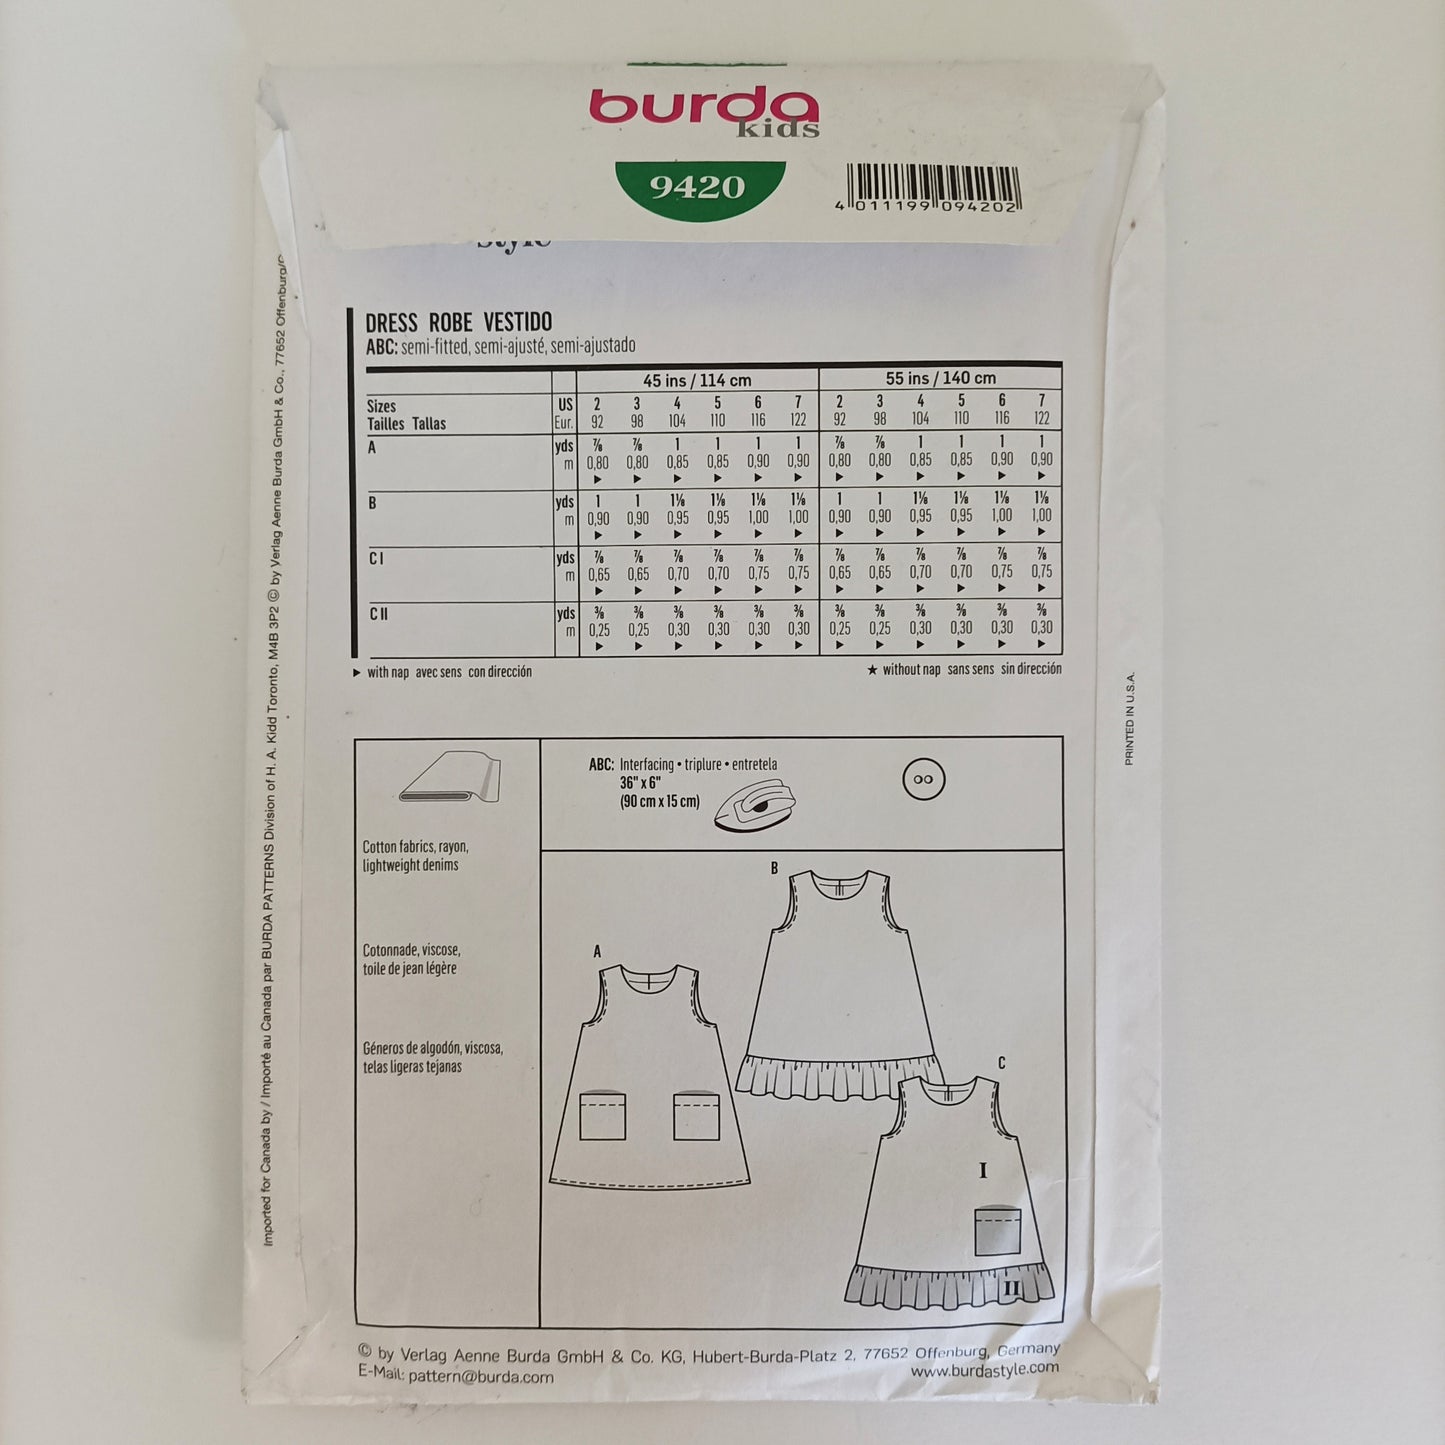 burda
kids
9420
4 011199 094202
style
DRESS ROBE VESTIDO
ABC: semi-fitted, semi-ajusté, semi-ajustado
45 ins / 114 cm 55 ins / 140 cm
Sizes US 2 3 4 5 6 7 2 3 4 5 6 7
Tailles Tallas Eur. 92 98 104 110 116 122 92 98 104 110 116 122
A yds ⅞ ⅞ 1 1 1 1 ⅞ ⅞ 1 1 1 1
m 0,80 0,80 0,85 0,85 0,90 0,90 0,80 0,80 0,85 0,85 0,90 0,90
▶ ▶ ▶ ▶ ▶ ▶ ▶ ▶ ▶ ▶ ▶ ▶
B yds 1 1 1⅛ 1⅛ 1⅛ 1⅛ 1 1 1⅛ 1⅛ 1⅛ 1⅛
m 0,90 0,90 0,95 0,95 1,00 1,00 0,90 0,90 0,95 0,95 1,00 1,00
▶ ▶ ▶ ▶ ▶ ▶ ▶ ▶ ▶ ▶ ▶ ▶
C I yds ⅞ ⅞ ⅞ ⅞ ⅞ ⅞ ⅞ ⅞ ⅞ ⅞ ⅞ ⅞
m 0,65 0,65 0,70 0,70 0,75 0,75 0,65 0,65 0,70 0,70 0,75 0,75
▶ ▶ ▶ ▶ ▶ ▶ ▶ ▶ ▶ ▶ ▶ ▶
C II yds ⅜ ⅜ ⅜ ⅜ ⅜ ⅜ ⅜ ⅜ ⅜ ⅜ ⅜ ⅜
m 0,25 0,25 0,30 0,30 0,30 0,30 0,25 0,25 0,30 0,30 0,30 0,30
▶ ▶ ▶ ▶ ▶ ▶ ▶ ▶ ▶ ▶ ▶ ▶
▶ with nap avec sens con dirección ★ without nap sans sens sin dirección
ABC: Interfacing • triplure • entretela
36" x 6"
(90 cm x 15 cm)
Cotton fabrics, rayon,
lightweight denims
Cotonnade, viscose,
toile de jean légère
Géneros de algodón, viscosa,
telas ligeras tejanas
B
A
C
I
II
© by Verlag Aenne Burda GmbH & Co. KG, Hubert-Burda-Platz 2, 77652 Offenburg, Germany
E-Mail: pattern@burda.com www.burdastyle.com
Imported for Canada by / Importé au Canada par BURDA PATTERNS Division of H. A. Kidd Toronto, M4B 3P2 © by Verlag Aenne Burda GmbH & Co., 77652 Offenburg/
PRINTED IN U.S.A.